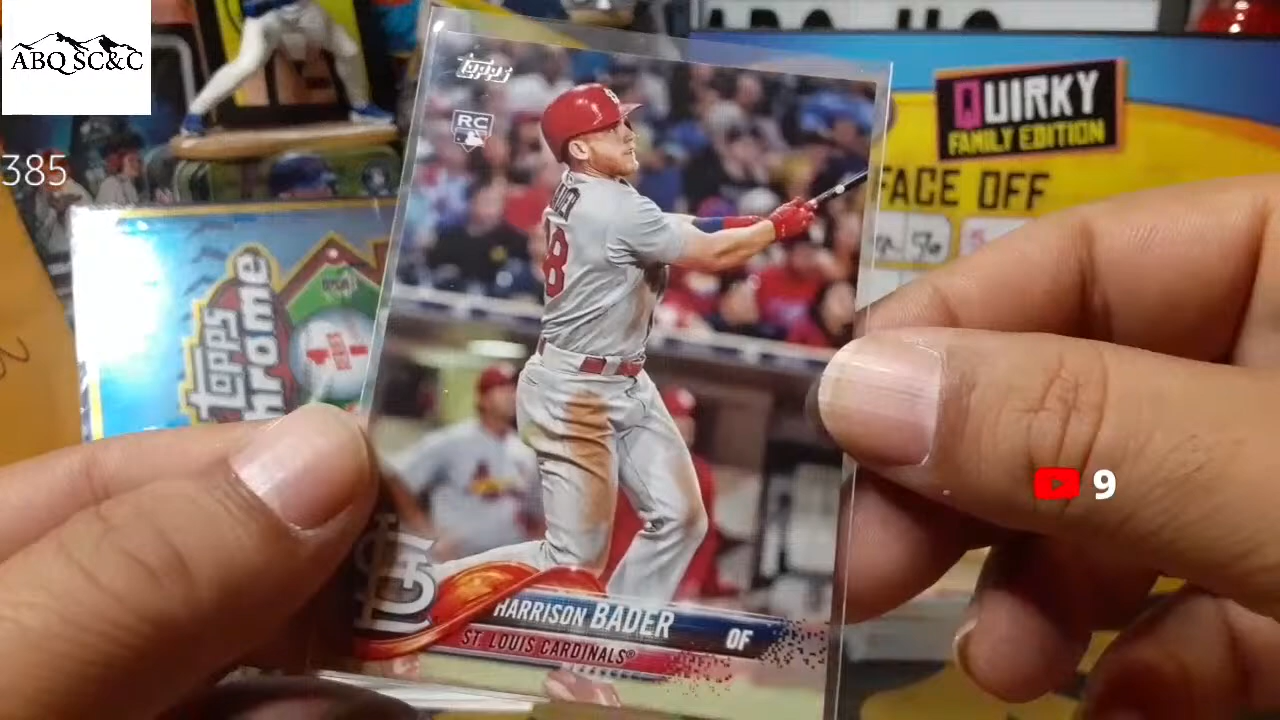 ABQ SC&C
385
Topps
RC
BADER
HARRISON BADER
OF
ST. LOUIS CARDINALS®
Topps
Chrome
QUIRKY
FAMILY EDITION
FACE OFF
9